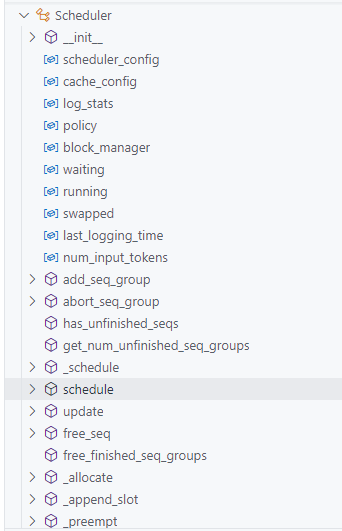 Scheduler
__init__
scheduler_config
cache_config
log_stats
policy
block_manager
waiting
running
swapped
last_logging_time
num_input_tokens
add_seq_group
abort_seq_group
has_unfinished_seqs
get_num_unfinished_seq_groups
_schedule
schedule
update
free_seq
free_finished_seq_groups
_allocate
_append_slot
_preempt